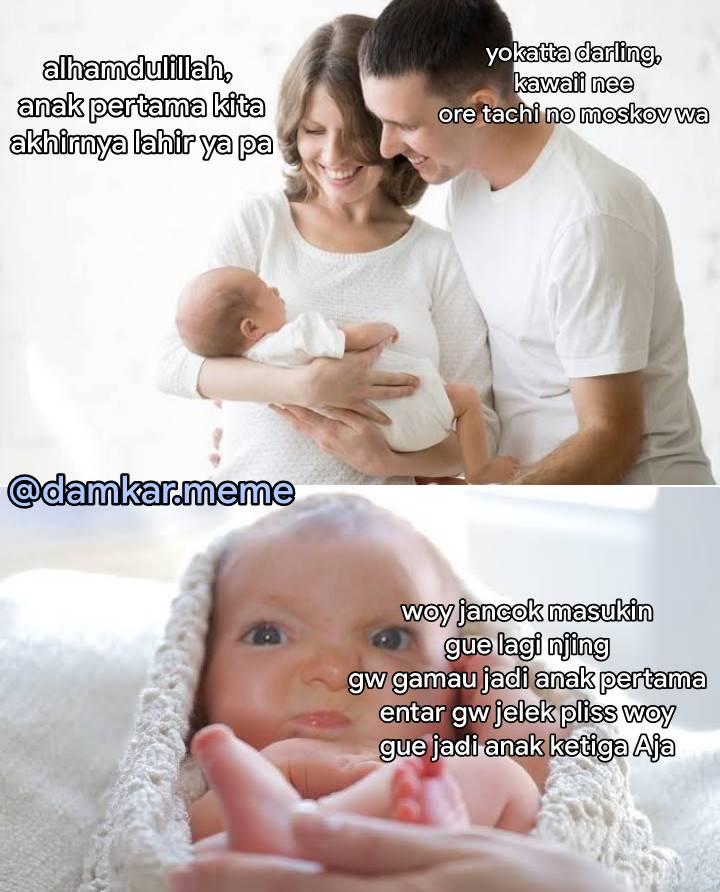 alhamdulillah,
anak pertama kita
akhirnya lahir ya pa
yokatta darling,
kawaii nee
ore tachi no moskov wa
@damkar.meme
woy jancok masukin
gue lagi njing
gw gamau jadi anak pertama
entar gw jelek pliss woy
gue jadi anak ketiga Aja